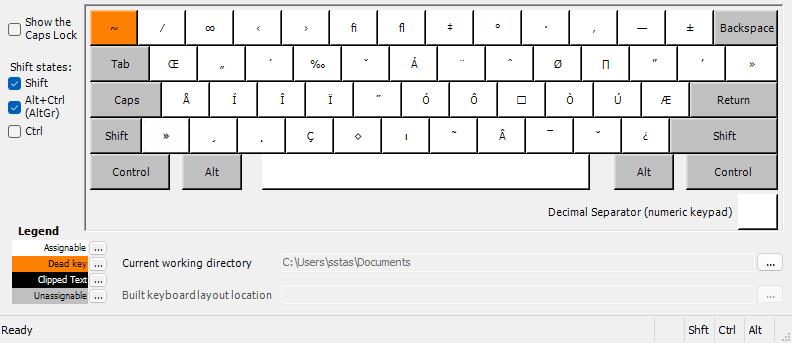 Show the
Caps Lock
Shift states:
Shift
Alt+Ctrl
(AltGr)
Ctrl
~ ⁄ ∞ ‹ › ﬁ ﬂ ‡ ° · ‚ — ± Backspace
Tab Œ „ ´ ‰ ˇ Á ¨ ˆ Ø ∏ ” ’ »
Caps Å Í Î Ï ˝ Ó Ô □ Ò Ú Æ Return
Shift » ¸ . Ç ◊ ı ˜ Â ¯ ˘ ¿ Shift
Control Alt Alt Control
Decimal Separator (numeric keypad)
Legend
Assignable ...
Dead key ...
Clipped Text ...
Unassignable ...
Current working directory C:\Users\sstas\Documents ...
Built keyboard layout location ...
Ready Shft Ctrl Alt